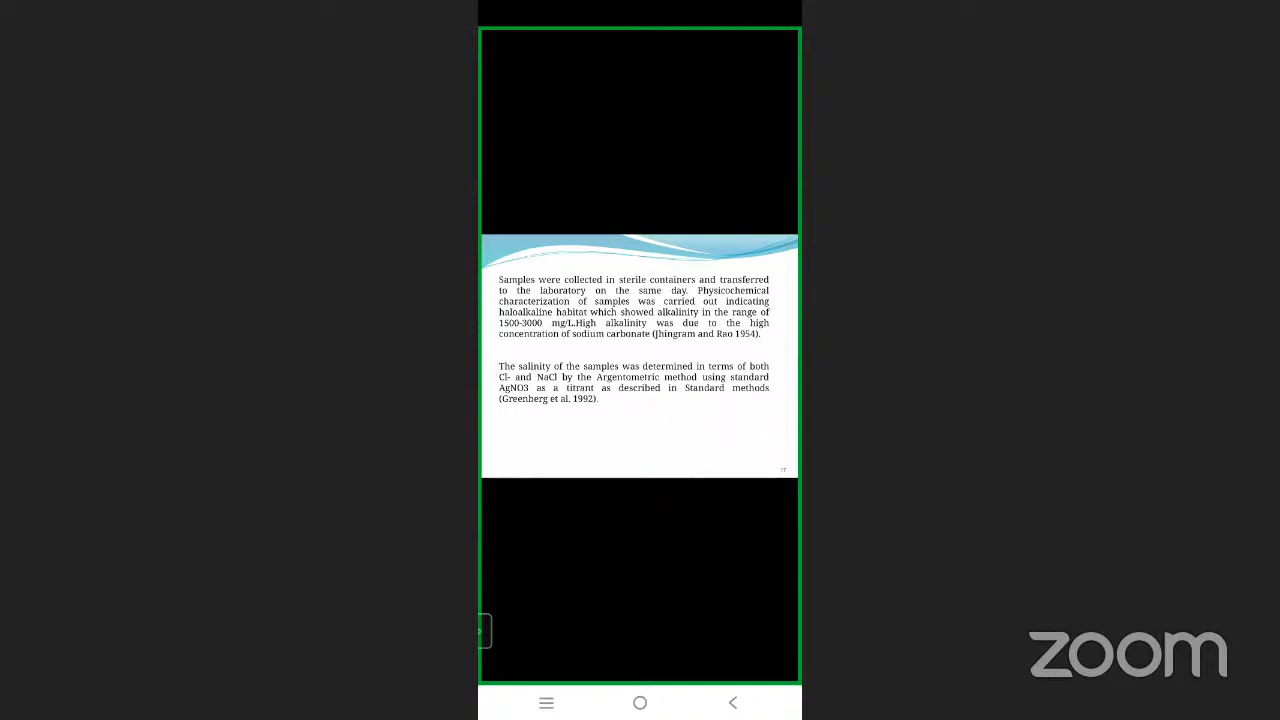 Samples were collected in sterile containers and transferred
to the laboratory on the same day. Physicochemical
characterization of samples was carried out indicating
haloalkaline habitat which showed alkalinity in the range of
1500-3000 mg/L.High alkalinity was due to the high
concentration of sodium carbonate (Jhingram and Rao 1954).
The salinity of the samples was determined in terms of both
Cl- and NaCl by the Argentometric method using standard
AgNO3 as a titrant as described in Standard methods
(Greenberg et al. 1992).
17
zoom